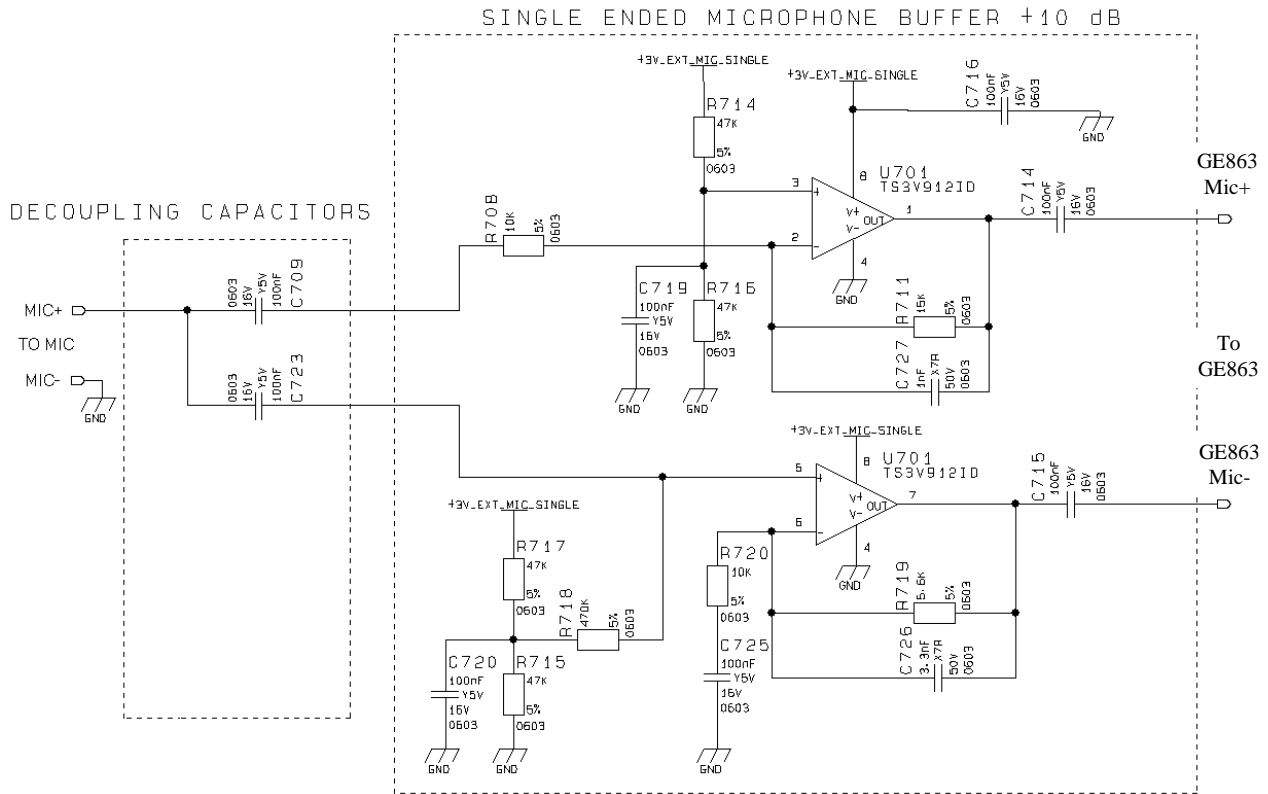 SINGLE ENDED MICROPHONE BUFFER +10 dB
DECOUPLING CAPACITORS
MIC+
TO MIC
MIC-
GND
0603
16V
Y5V
100nF
C709
0603
16V
Y5V
100nF
C723
+3V_EXT_MIC_SINGLE
R714
47K
5%
0603
+3V_EXT_MIC_SINGLE
C716
100nF
Y5V
16V
0603
GND
R708
10K
5%
0603
3
2
+
-
8
V+
V-
OUT
1
4
GND
U701
TS3V912ID
C714
100nF
Y5V
16V
0603
GE863
Mic+
C719
100nF
Y5V
16V
0603
GND
R716
47K
5%
0603
GND
R711
15K
5%
0603
C727
1nF
X7R
50V
0603
To
GE863
+3V_EXT_MIC_SINGLE
5
6
+
-
8
V+
V-
OUT
7
4
GND
U701
TS3V912ID
C715
100nF
Y5V
16V
0603
GE863
Mic-
+3V_EXT_MIC_SINGLE
R717
47K
5%
0603
R718
470K
5%
0603
C720
100nF
Y5V
16V
0603
GND
R715
47K
5%
0603
GND
R720
10K
5%
0603
C725
100nF
Y5V
16V
0603
GND
R719
5%
0603
C726
3.3nF
X7R
50V
0603